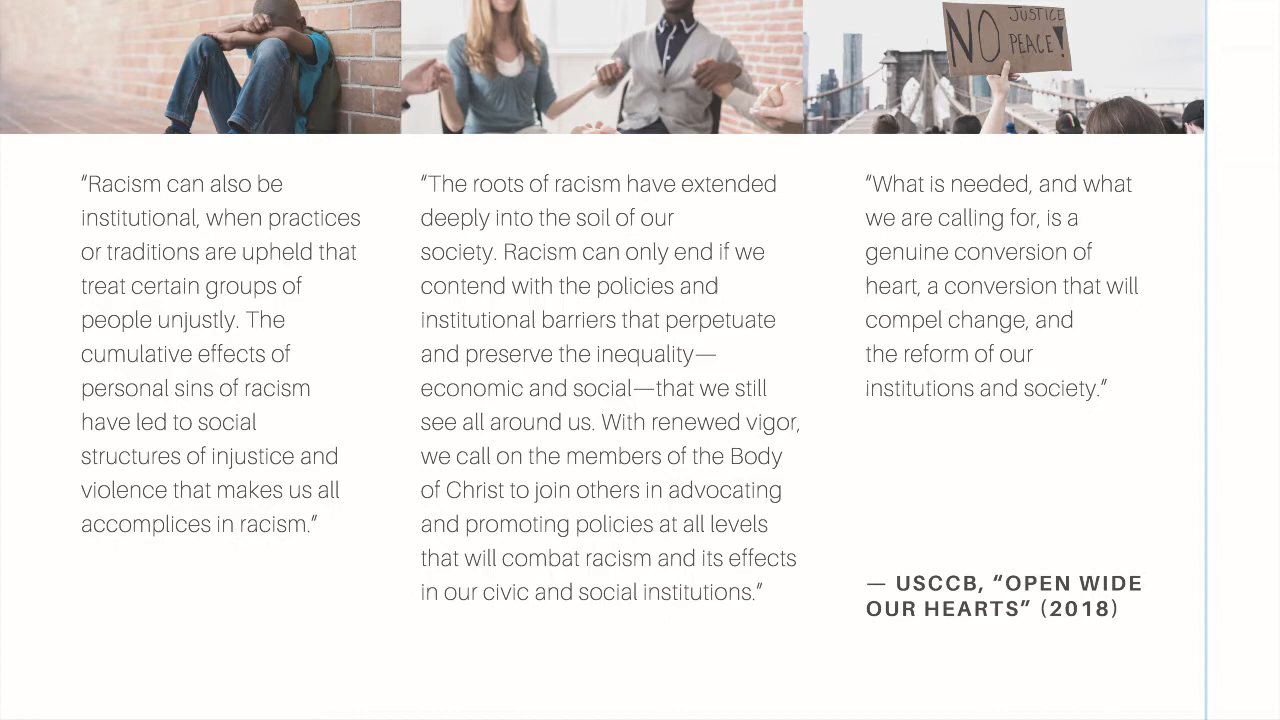 NO JUSTICE
PEACE!
“Racism can also be
institutional, when practices
or traditions are upheld that
treat certain groups of
people unjustly. The
cumulative effects of
personal sins of racism
have led to social
structures of injustice and
violence that makes us all
accomplices in racism.”
“The roots of racism have extended
deeply into the soil of our
society. Racism can only end if we
contend with the policies and
institutional barriers that perpetuate
and preserve the inequality—
economic and social—that we still
see all around us. With renewed vigor,
we call on the members of the Body
of Christ to join others in advocating
and promoting policies at all levels
that will combat racism and its effects
in our civic and social institutions.”
“What is needed, and what
we are calling for, is a
genuine conversion of
heart, a conversion that will
compel change, and
the reform of our
institutions and society.”
— USCCB, “OPEN WIDE
OUR HEARTS” (2018)